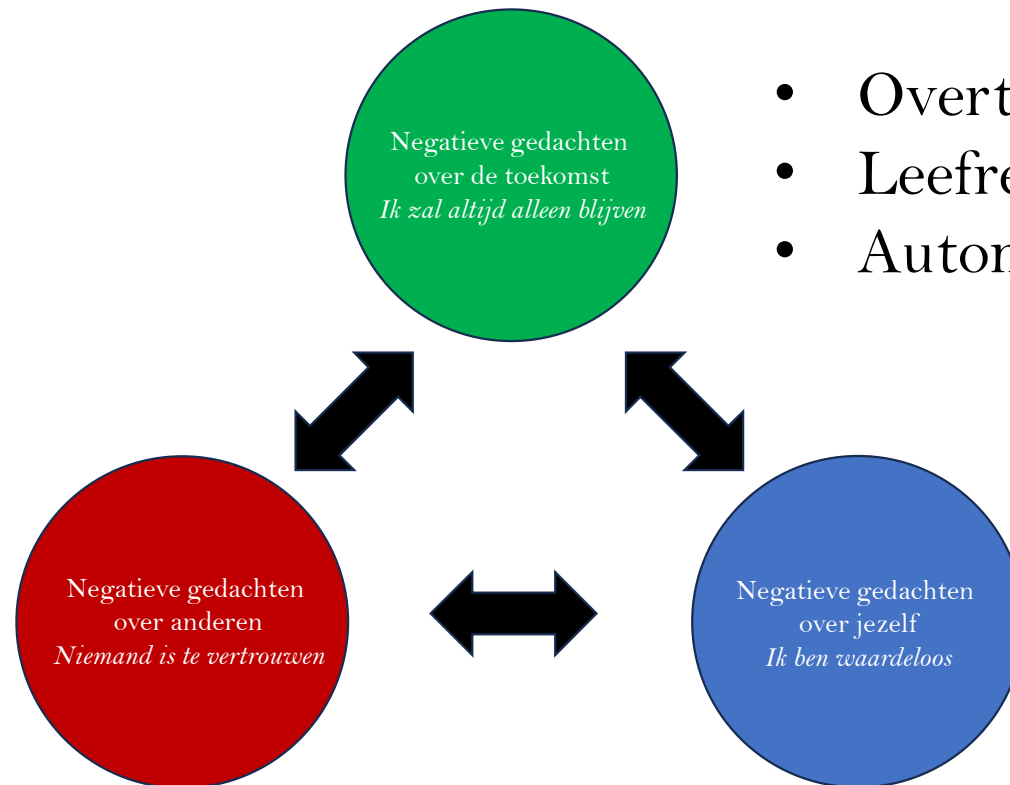 Negatieve gedachten
over de toekomst
Ik zal altijd alleen blijven
• Overt
• Leefre
•
Negatieve gedachten
over anderen
Niemand is te vertrouwen
Negatieve gedachten
over jezelf
Ik ben waardeloos